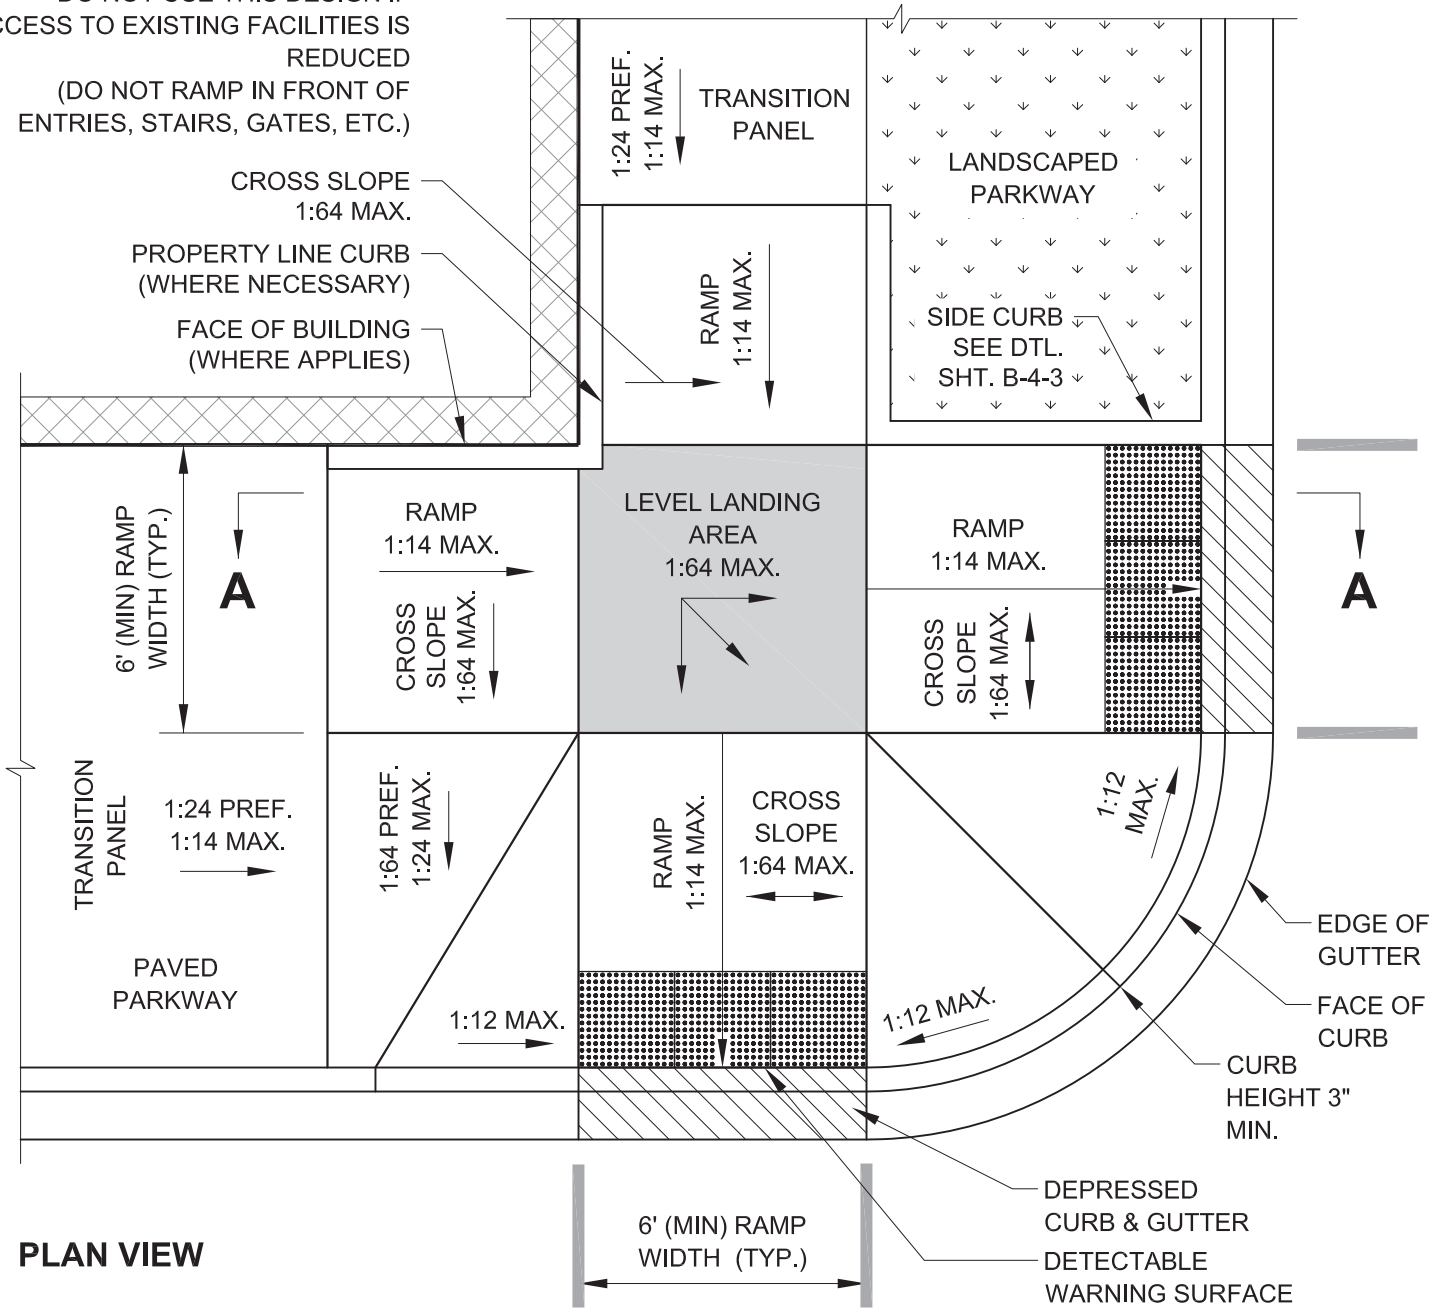 DO NOT USE THIS DESIGN IF
ACCESS TO EXISTING FACILITIES IS
REDUCED
(DO NOT RAMP IN FRONT OF
ENTRIES, STAIRS, GATES, ETC.)
CROSS SLOPE
1:64 MAX.
PROPERTY LINE CURB
(WHERE NECESSARY)
FACE OF BUILDING
(WHERE APPLIES)
1:24 PREF.
1:14 MAX.
TRANSITION
PANEL
LANDSCAPED
PARKWAY
RAMP
1:14 MAX.
SIDE CURB
SEE DTL.
SHT. B-4-3
6' (MIN) RAMP
WIDTH (TYP.)
A
RAMP
1:14 MAX.
CROSS
SLOPE
1:64 MAX.
LEVEL LANDING
AREA
1:64 MAX.
RAMP
1:14 MAX.
CROSS
SLOPE
1:64 MAX.
A
TRANSITION
PANEL
1:24 PREF.
1:14 MAX.
PAVED
PARKWAY
1:64 PREF.
1:24 MAX.
1:12 MAX.
RAMP
1:14 MAX.
CROSS
SLOPE
1:64 MAX.
1:12
MAX.
1:12 MAX.
EDGE OF
GUTTER
FACE OF
CURB
CURB
HEIGHT 3"
MIN.
DEPRESSED
CURB & GUTTER
DETECTABLE
WARNING SURFACE
6' (MIN) RAMP
WIDTH (TYP.)
PLAN VIEW